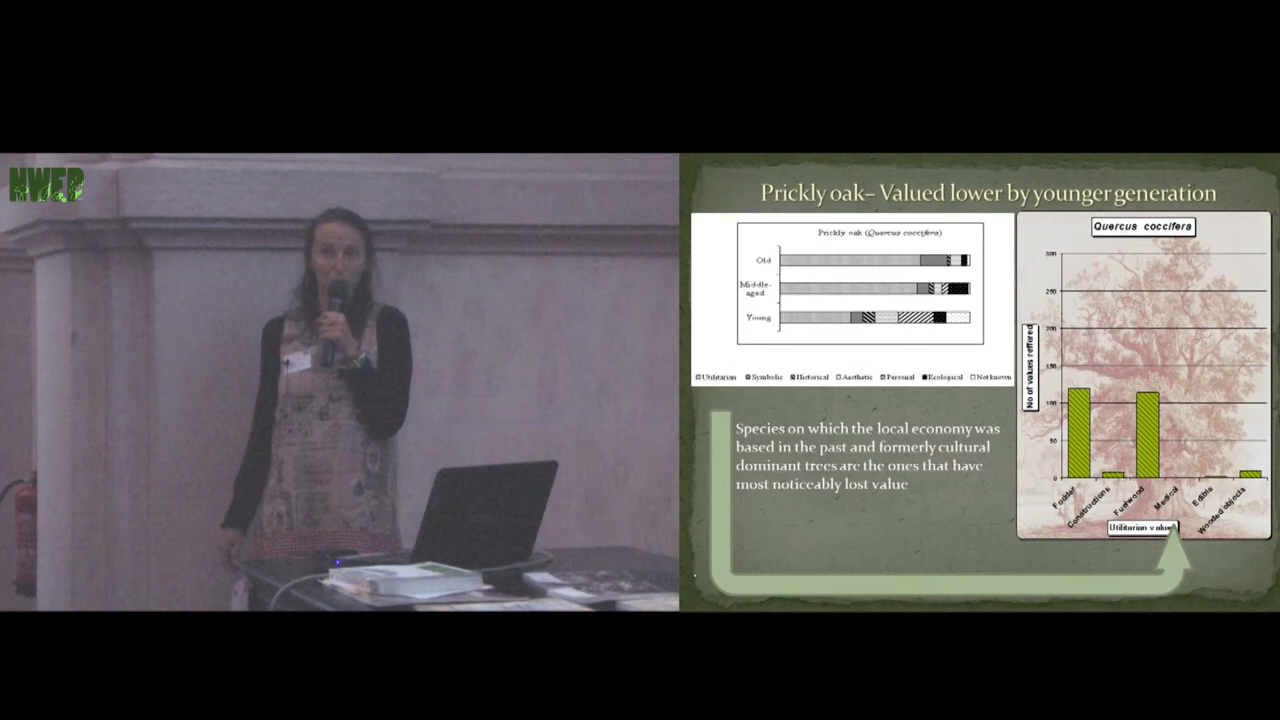 NWFP
Prickly oak– Valued lower by younger generation
Prickly oak (Quercus coccifera)
Old
Middle-
aged
Young
Utilitarian Symbolic Historical Aesthetic Personal Ecological Not known
Species on which the local economy was
based in the past and formerly cultural
dominant trees are the ones that have
most noticeably lost value
Quercus coccifera
No of values reffered
300
250
200
150
100
50
0
Fodder
Constructions
Fuelwood
Medical
Edible
Wooded objects
Utilitarian values